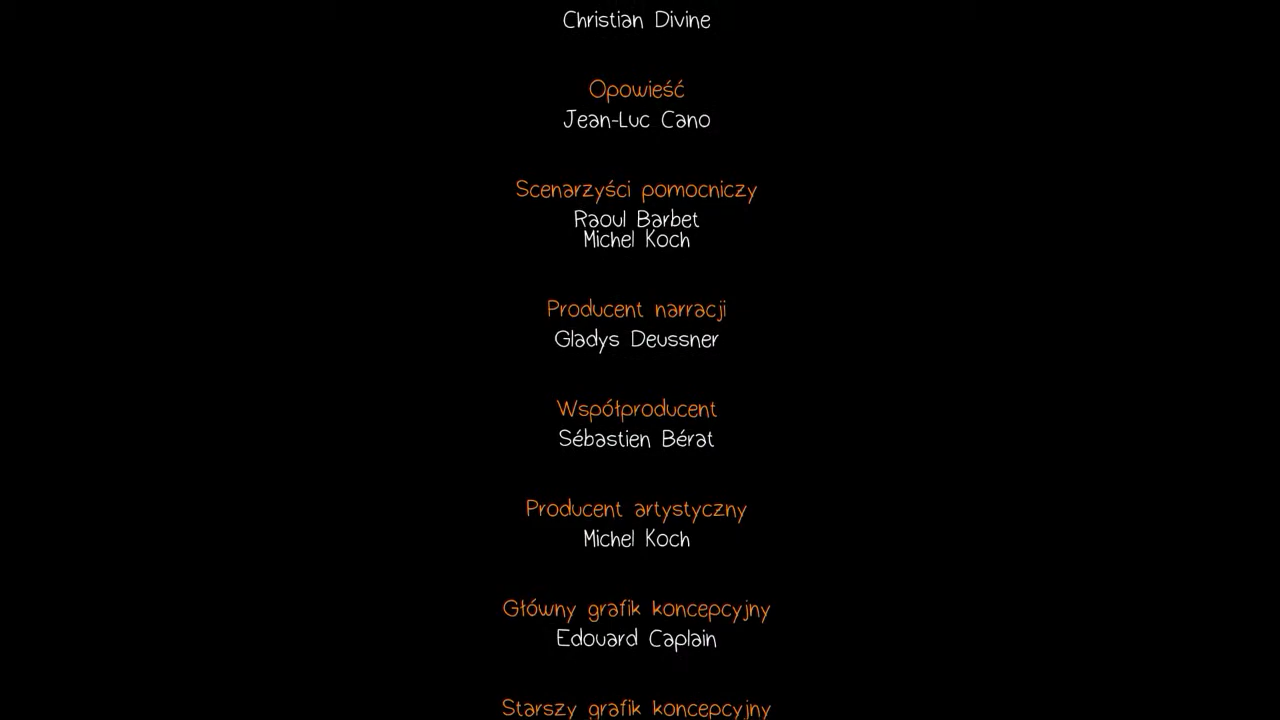 Christian Divine
Opowieść
Jean-Luc Cano
Scenarzyści pomocniczy
Raoul Barbet
Michel Koch
Producent narracji
Gladys Deussner
Współproducent
Sébastien Bérat
Producent artystyczny
Michel Koch
Główny grafik koncepcyjny
Edouard Caplain
Starszy grafik koncepcyjny